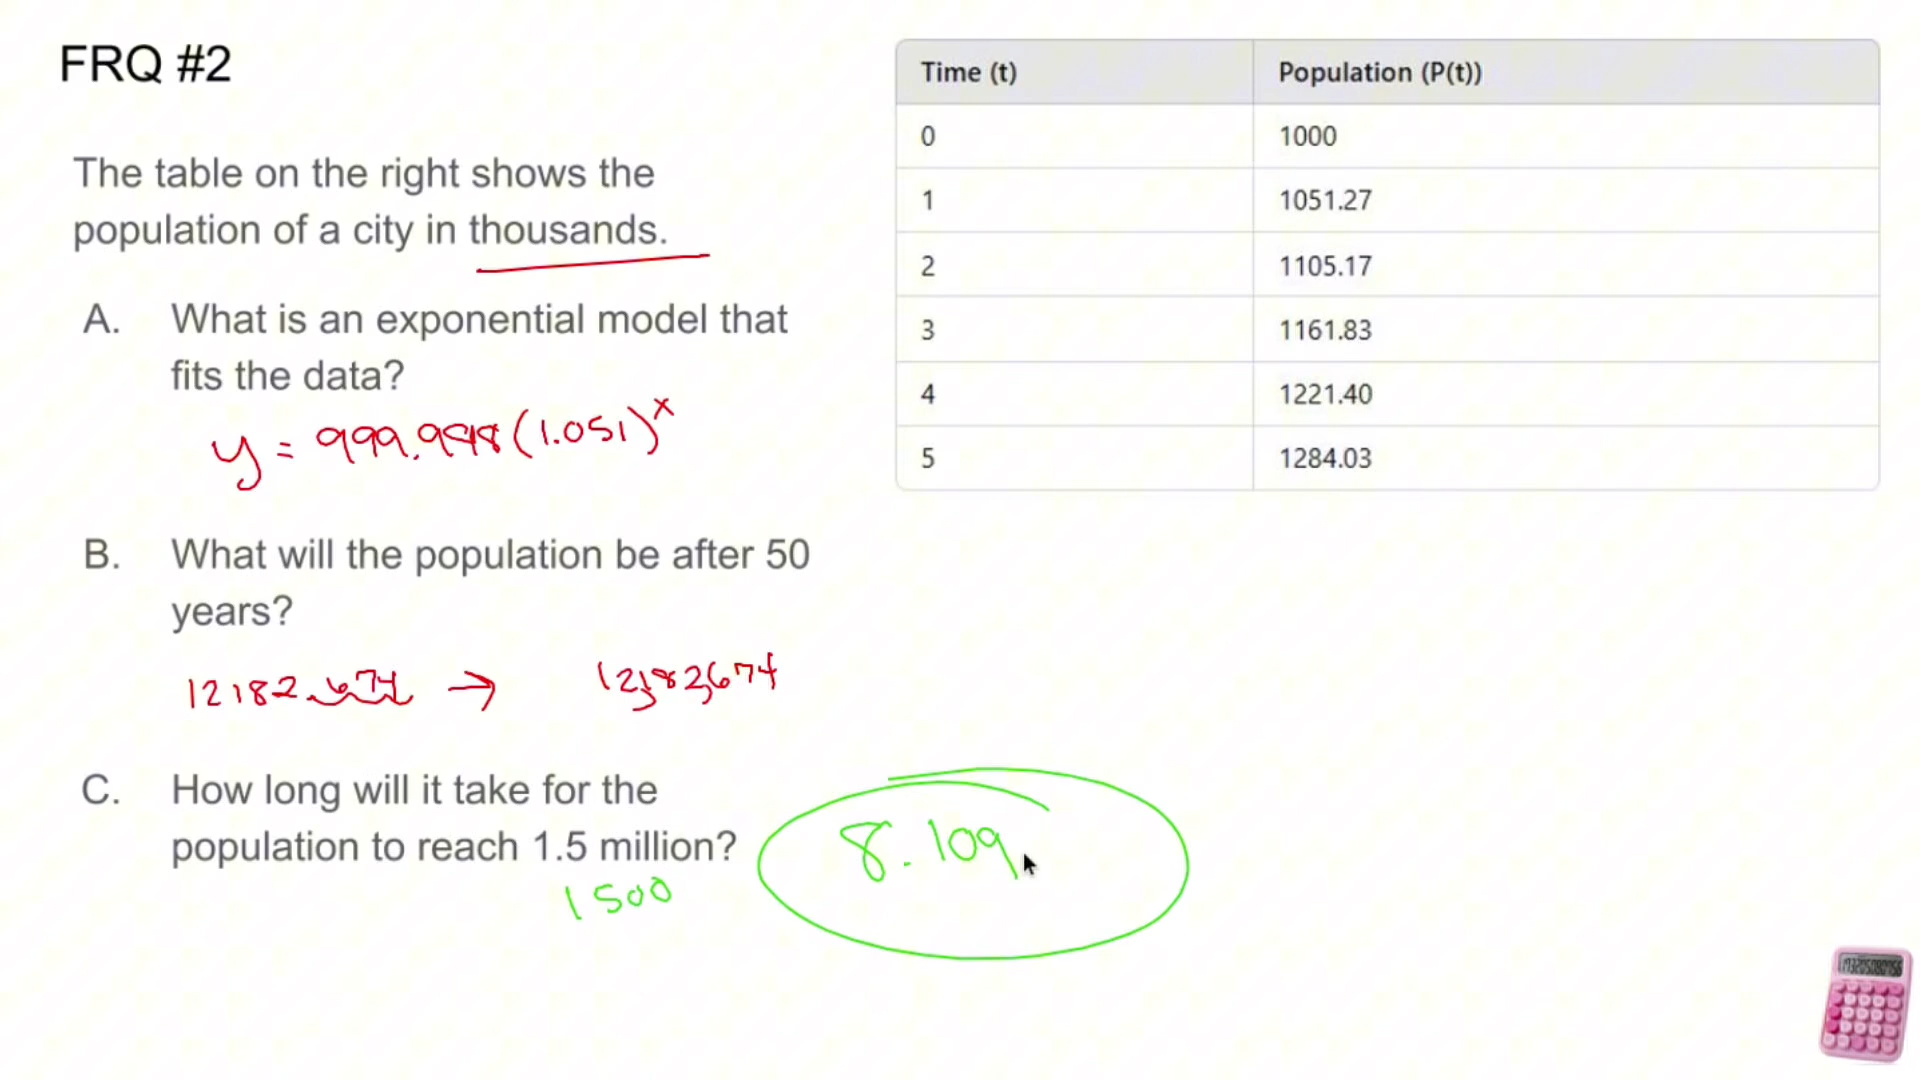 FRQ #2
The table on the right shows the
population of a city in thousands.
A. What is an exponential model that
fits the data?
y = 999.998(1.051)^x
B. What will the population be after 50
years?
12182.674 → 12,182,674
C. How long will it take for the
population to reach 1.5 million?
1500
8.109
Time (t) Population (P(t))
0 1000
1 1051.27
2 1105.17
3 1161.83
4 1221.40
5 1284.03